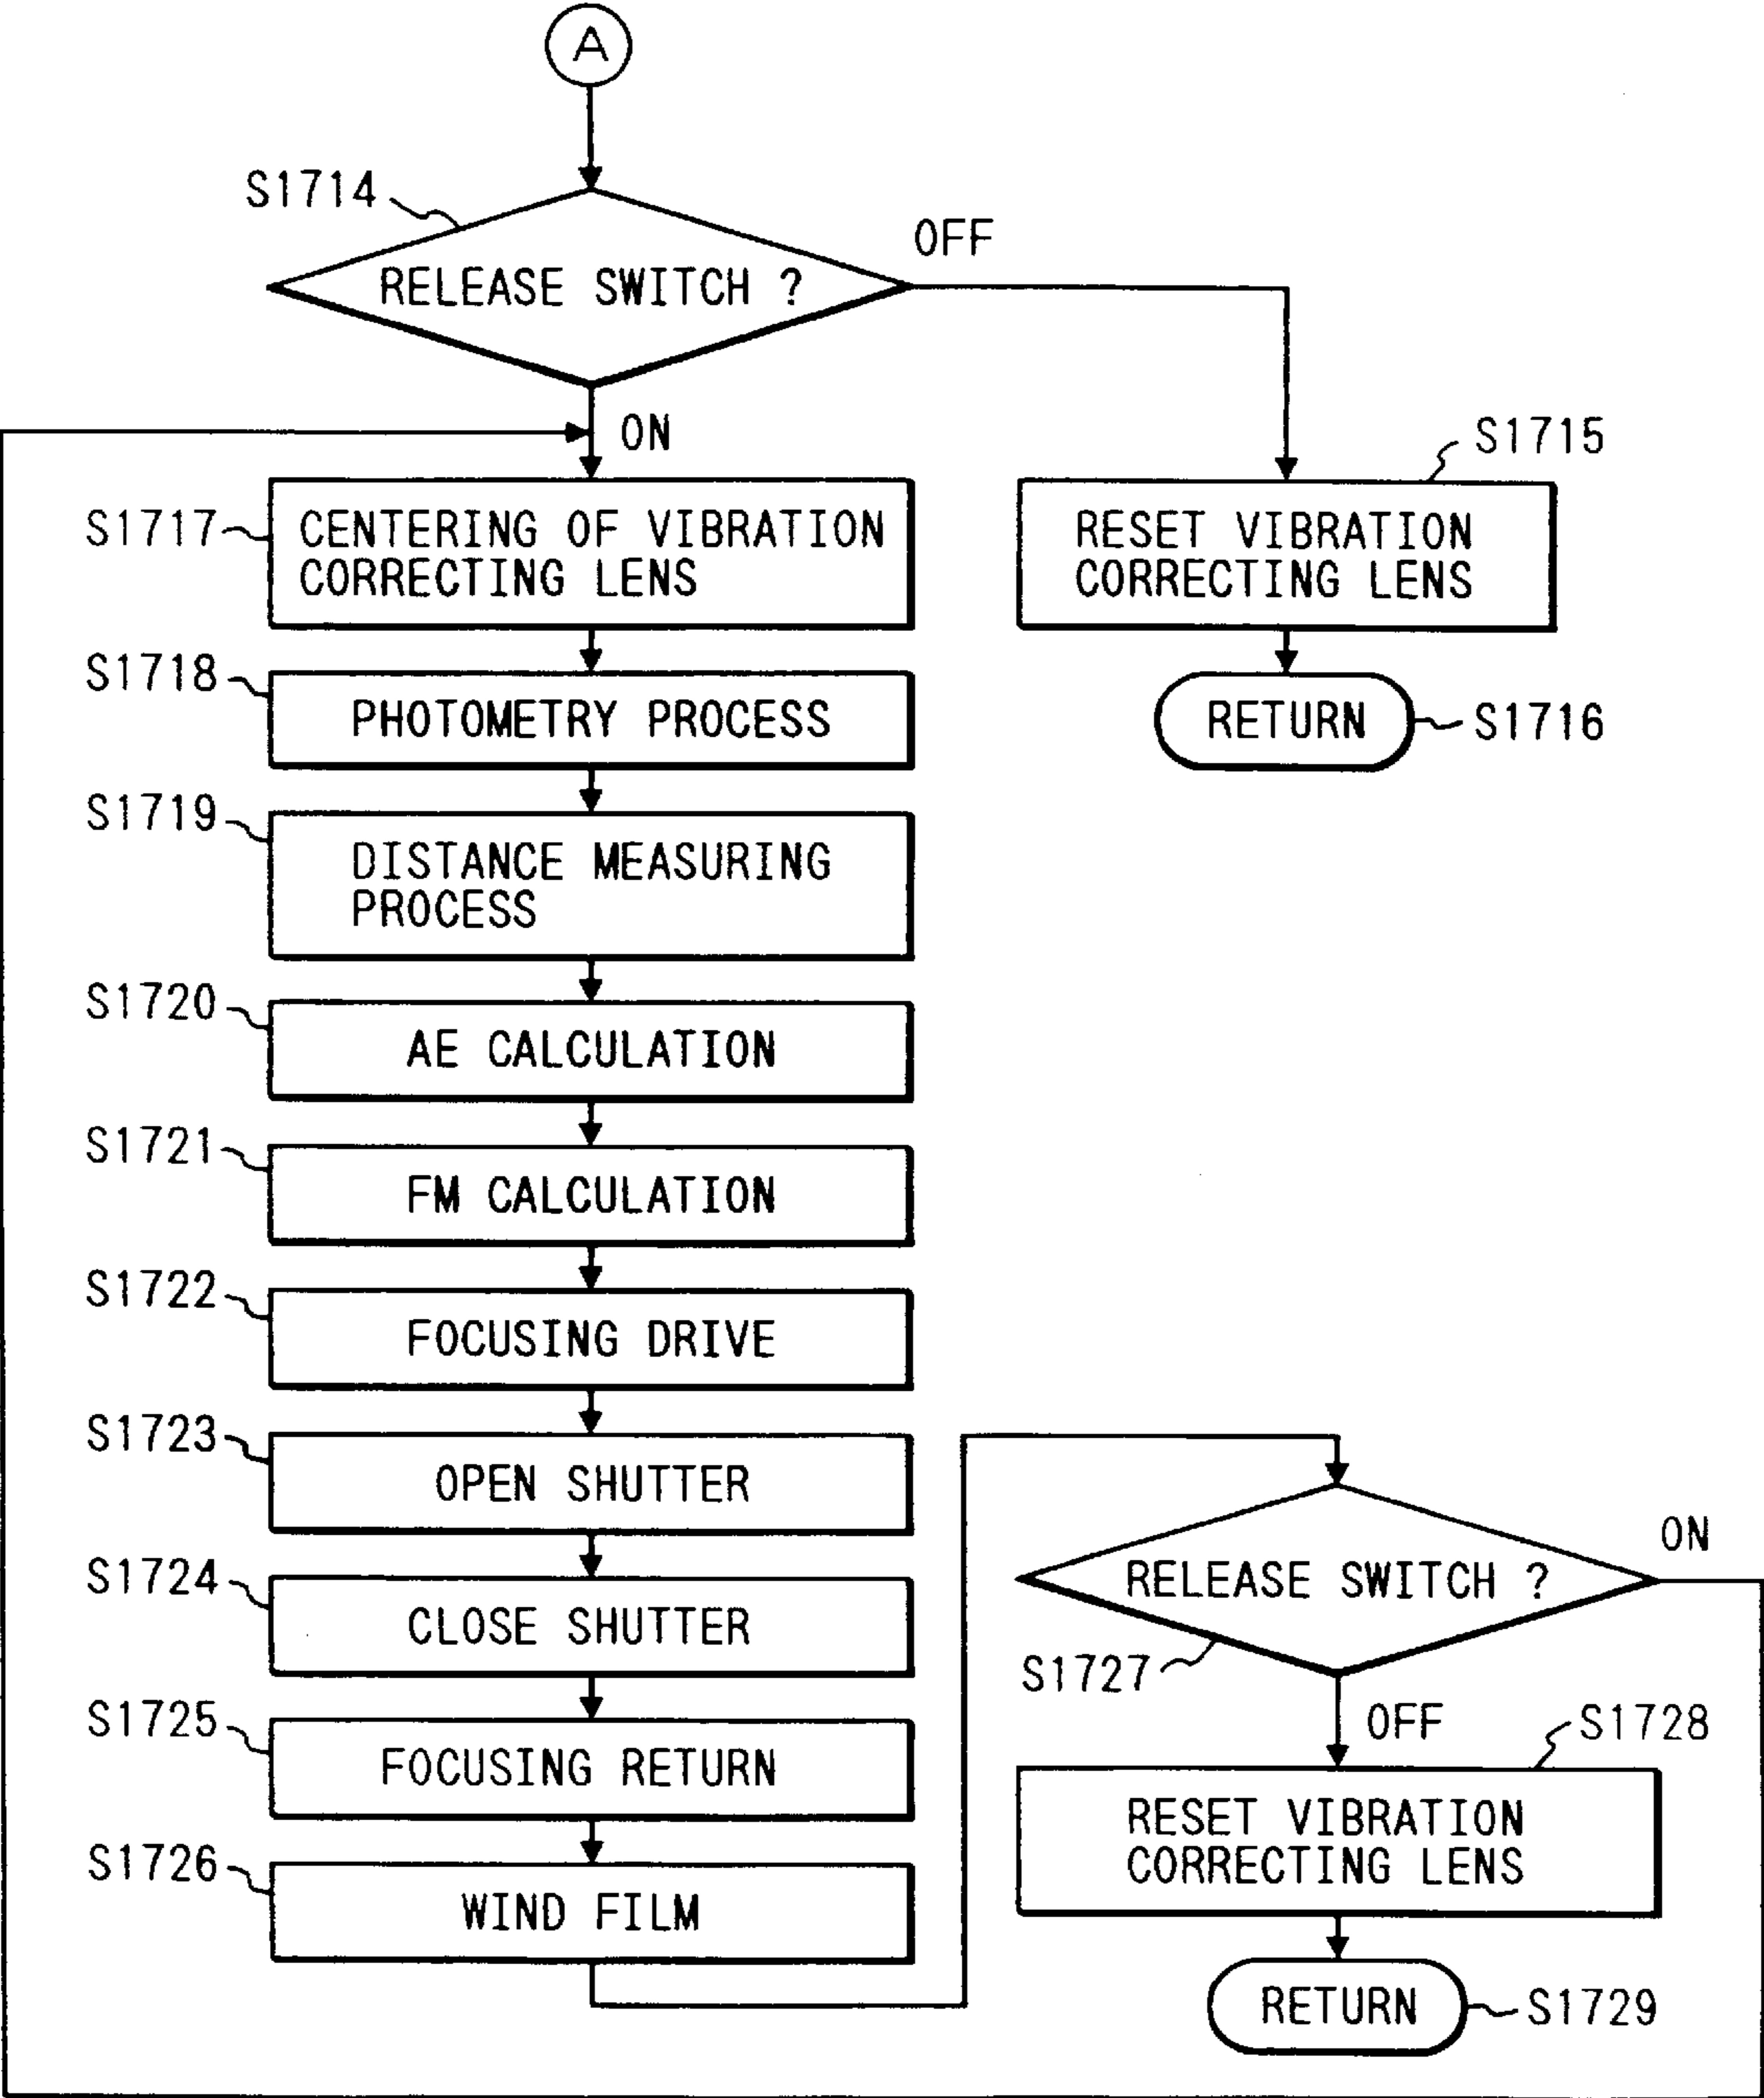 A
S1714
RELEASE SWITCH ?
OFF
ON
S1715
RESET VIBRATION
CORRECTING LENS
RETURN
S1716
S1717
CENTERING OF VIBRATION
CORRECTING LENS
S1718
PHOTOMETRY PROCESS
S1719
DISTANCE MEASURING
PROCESS
S1720
AE CALCULATION
S1721
FM CALCULATION
S1722
FOCUSING DRIVE
S1723
OPEN SHUTTER
S1724
CLOSE SHUTTER
S1725
FOCUSING RETURN
S1726
WIND FILM
RELEASE SWITCH ?
ON
S1727
OFF
S1728
RESET VIBRATION
CORRECTING LENS
RETURN
S1729